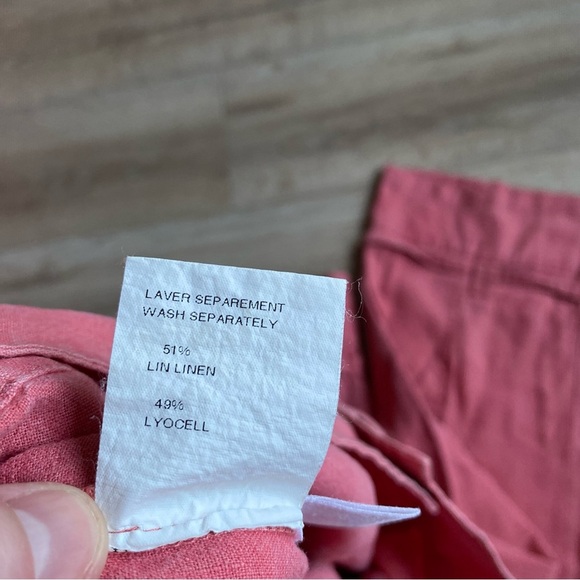 LAVER SEPAREMENT
WASH SEPARATELY
51%
LIN LINEN
49%
LYOCELL